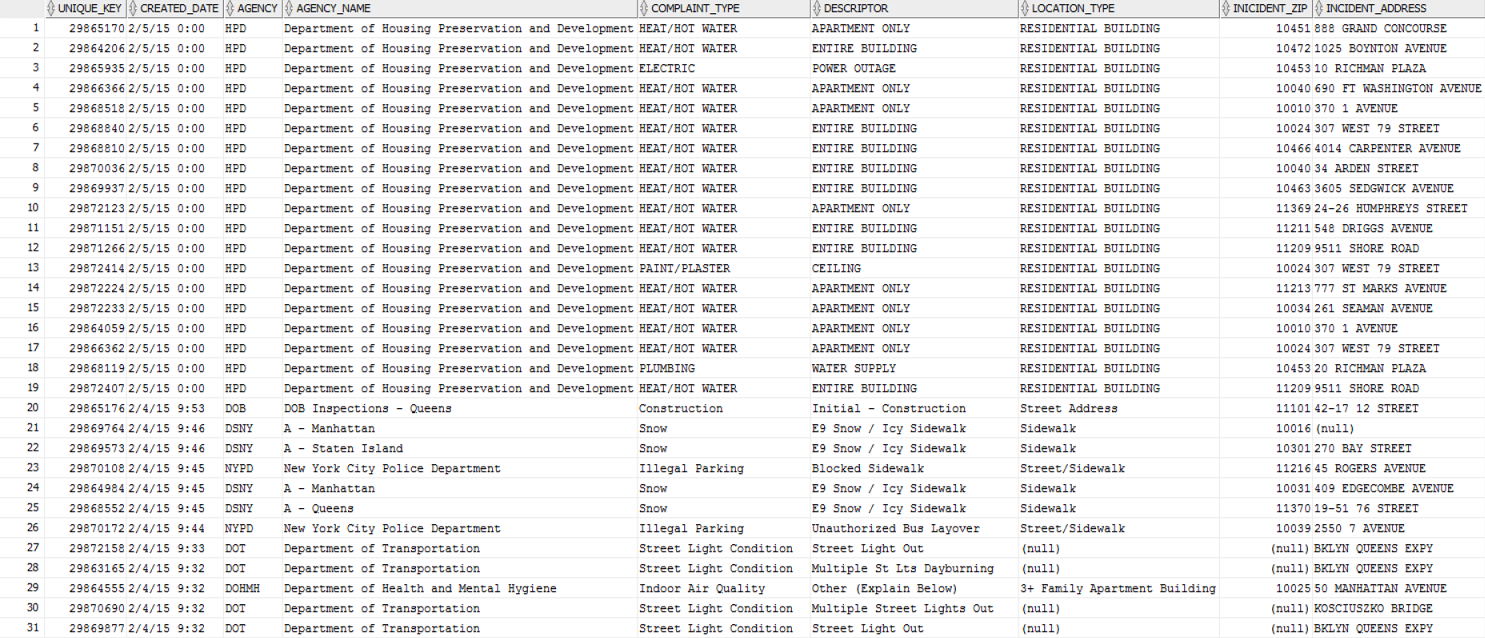 UNIQUE_KEY CREATED_DATE AGENCY AGENCY_NAME COMPLAINT_TYPE DESCRIPTOR LOCATION_TYPE INICIDENT_ZIP INCIDENT_ADDRESS
1 29865170 2/5/15 0:00 HPD Department of Housing Preservation and Development HEAT/HOT WATER APARTMENT ONLY RESIDENTIAL BUILDING 10451 888 GRAND CONCOURSE
2 29864206 2/5/15 0:00 HPD Department of Housing Preservation and Development HEAT/HOT WATER ENTIRE BUILDING RESIDENTIAL BUILDING 10472 1025 BOYNTON AVENUE
3 29865935 2/5/15 0:00 HPD Department of Housing Preservation and Development ELECTRIC POWER OUTAGE RESIDENTIAL BUILDING 10453 10 RICHMAN PLAZA
4 29866366 2/5/15 0:00 HPD Department of Housing Preservation and Development HEAT/HOT WATER APARTMENT ONLY RESIDENTIAL BUILDING 10040 690 FT WASHINGTON AVENUE
5 29868518 2/5/15 0:00 HPD Department of Housing Preservation and Development HEAT/HOT WATER APARTMENT ONLY RESIDENTIAL BUILDING 10010 370 1 AVENUE
6 29868840 2/5/15 0:00 HPD Department of Housing Preservation and Development HEAT/HOT WATER ENTIRE BUILDING RESIDENTIAL BUILDING 10024 307 WEST 79 STREET
7 29868810 2/5/15 0:00 HPD Department of Housing Preservation and Development HEAT/HOT WATER ENTIRE BUILDING RESIDENTIAL BUILDING 10466 4014 CARPENTER AVENUE
8 29870036 2/5/15 0:00 HPD Department of Housing Preservation and Development HEAT/HOT WATER ENTIRE BUILDING RESIDENTIAL BUILDING 10040 34 ARDEN STREET
9 29869937 2/5/15 0:00 HPD Department of Housing Preservation and Development HEAT/HOT WATER ENTIRE BUILDING RESIDENTIAL BUILDING 10463 3605 SEDGWICK AVENUE
10 29872123 2/5/15 0:00 HPD Department of Housing Preservation and Development HEAT/HOT WATER APARTMENT ONLY RESIDENTIAL BUILDING 11369 24-26 HUMPHREYS STREET
11 29871151 2/5/15 0:00 HPD Department of Housing Preservation and Development HEAT/HOT WATER ENTIRE BUILDING RESIDENTIAL BUILDING 11211 548 DRIGGS AVENUE
12 29871266 2/5/15 0:00 HPD Department of Housing Preservation and Development HEAT/HOT WATER ENTIRE BUILDING RESIDENTIAL BUILDING 11209 9511 SHORE ROAD
13 29872414 2/5/15 0:00 HPD Department of Housing Preservation and Development PAINT/PLASTER CEILING RESIDENTIAL BUILDING 10024 307 WEST 79 STREET
14 29872224 2/5/15 0:00 HPD Department of Housing Preservation and Development HEAT/HOT WATER APARTMENT ONLY RESIDENTIAL BUILDING 11213 777 ST MARKS AVENUE
15 29872233 2/5/15 0:00 HPD Department of Housing Preservation and Development HEAT/HOT WATER APARTMENT ONLY RESIDENTIAL BUILDING 10034 261 SEAMAN AVENUE
16 29864059 2/5/15 0:00 HPD Department of Housing Preservation and Development HEAT/HOT WATER APARTMENT ONLY RESIDENTIAL BUILDING 10010 370 1 AVENUE
17 29866362 2/5/15 0:00 HPD Department of Housing Preservation and Development HEAT/HOT WATER APARTMENT ONLY RESIDENTIAL BUILDING 10024 307 WEST 79 STREET
18 29868119 2/5/15 0:00 HPD Department of Housing Preservation and Development PLUMBING WATER SUPPLY RESIDENTIAL BUILDING 10453 20 RICHMAN PLAZA
19 29872407 2/5/15 0:00 HPD Department of Housing Preservation and Development HEAT/HOT WATER ENTIRE BUILDING RESIDENTIAL BUILDING 11209 9511 SHORE ROAD
20 29865176 2/4/15 9:53 DOB DOB Inspections - Queens Construction Initial - Construction Street Address 11101 42-17 12 STREET
21 29869764 2/4/15 9:46 DSNY A - Manhattan Snow E9 Snow / Icy Sidewalk Sidewalk 10016 (null)
22 29869573 2/4/15 9:46 DSNY A - Staten Island Snow E9 Snow / Icy Sidewalk Sidewalk 10301 270 BAY STREET
23 29870108 2/4/15 9:45 NYPD New York City Police Department Illegal Parking Blocked Sidewalk Street/Sidewalk 11216 45 ROGERS AVENUE
24 29864984 2/4/15 9:45 DSNY A - Manhattan Snow E9 Snow / Icy Sidewalk Sidewalk 10031 409 EDGECOMBE AVENUE
25 29868552 2/4/15 9:45 DSNY A - Queens Snow E9 Snow / Icy Sidewalk Sidewalk 11370 19-51 76 STREET
26 29870172 2/4/15 9:44 NYPD New York City Police Department Illegal Parking Unauthorized Bus Layover Street/Sidewalk 10039 2550 7 AVENUE
27 29872158 2/4/15 9:33 DOT Department of Transportation Street Light Condition Street Light Out (null) (null) BKLYN QUEENS EXPY
28 29863165 2/4/15 9:32 DOT Department of Transportation Street Light Condition Multiple St Lts Dayburning (null) (null) BKLYN QUEENS EXPY
29 29864555 2/4/15 9:32 DOHMH Department of Health and Mental Hygiene Indoor Air Quality Other (Explain Below) 3+ Family Apartment Building 10025 50 MANHATTAN AVENUE
30 29870690 2/4/15 9:32 DOT Department of Transportation Street Light Condition Multiple Street Lights Out (null) (null) KOSCIUSZKO BRIDGE
31 29869877 2/4/15 9:32 DOT Department of Transportation Street Light Condition Street Light Out (null) (null) BKLYN QUEENS EXPY